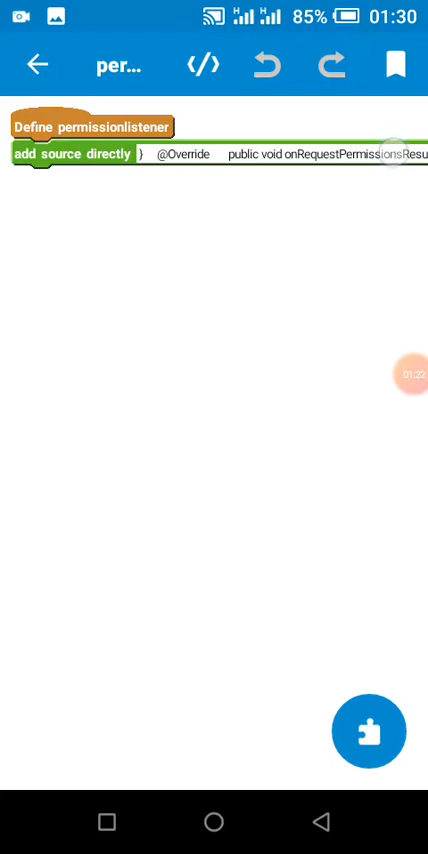 H H 85% 01:30
per... </>
Define permissionlistener
add source directly } @Override public void onRequestPermissionsResu
01:22